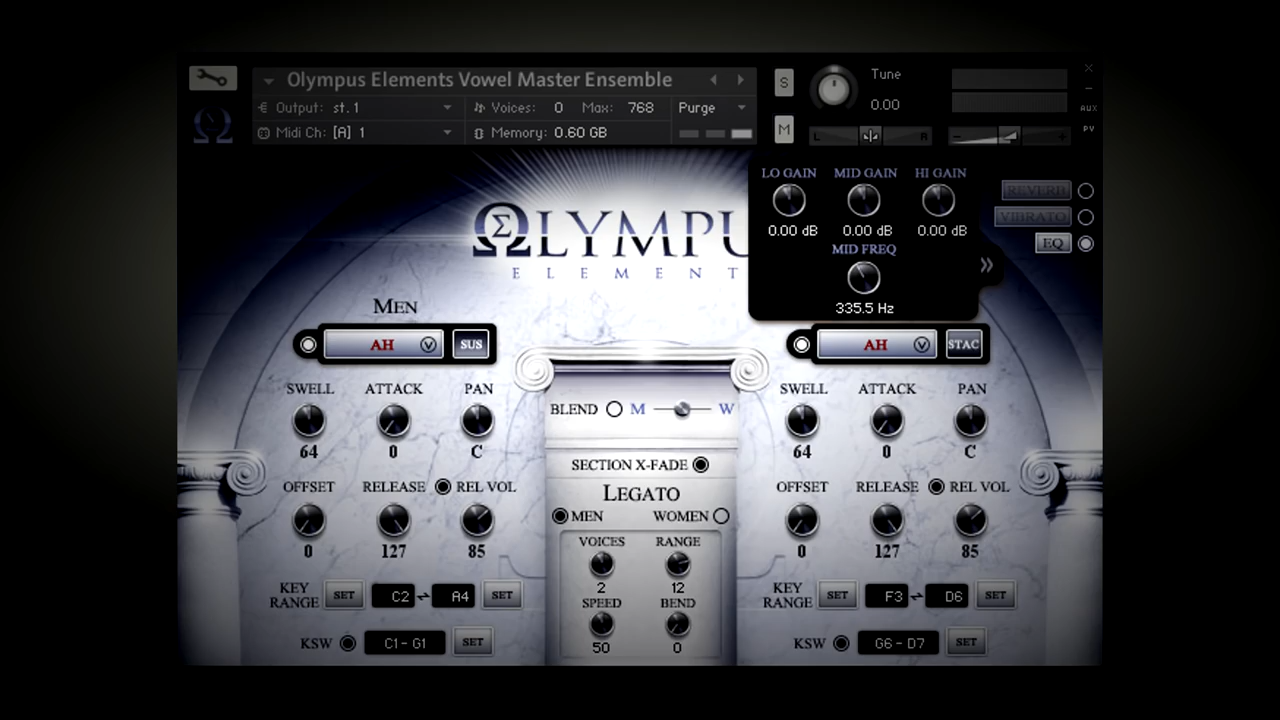 Olympus Elements Vowel Master Ensemble
Output: st. 1
Voices: 0 Max: 768
Purge
Midi Ch: [A] 1
Memory: 0.60 GB
S
M
Tune
0.00
L R
- +
×
-
AUX
PV
LO GAIN MID GAIN HI GAIN
0.00 dB 0.00 dB 0.00 dB
MID FREQ
335.5 Hz
REVERB
VIBRATO
EQ
ΩLYMPU
ELEMENT
MEN
AH V SUS
SWELL ATTACK PAN
64 0 C
OFFSET RELEASE REL VOL
0 127 85
KEY RANGE SET C2 A4 SET
KSW C1 - G1 SET
BLEND M W
SECTION X-FADE
LEGATO
MEN WOMEN
VOICES RANGE
2 12
SPEED BEND
50 0
AH V STAC
SWELL ATTACK PAN
64 0 C
OFFSET RELEASE REL VOL
0 127 85
KEY RANGE SET F3 D6 SET
KSW G6 - D7 SET